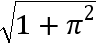 √(1 + π²)